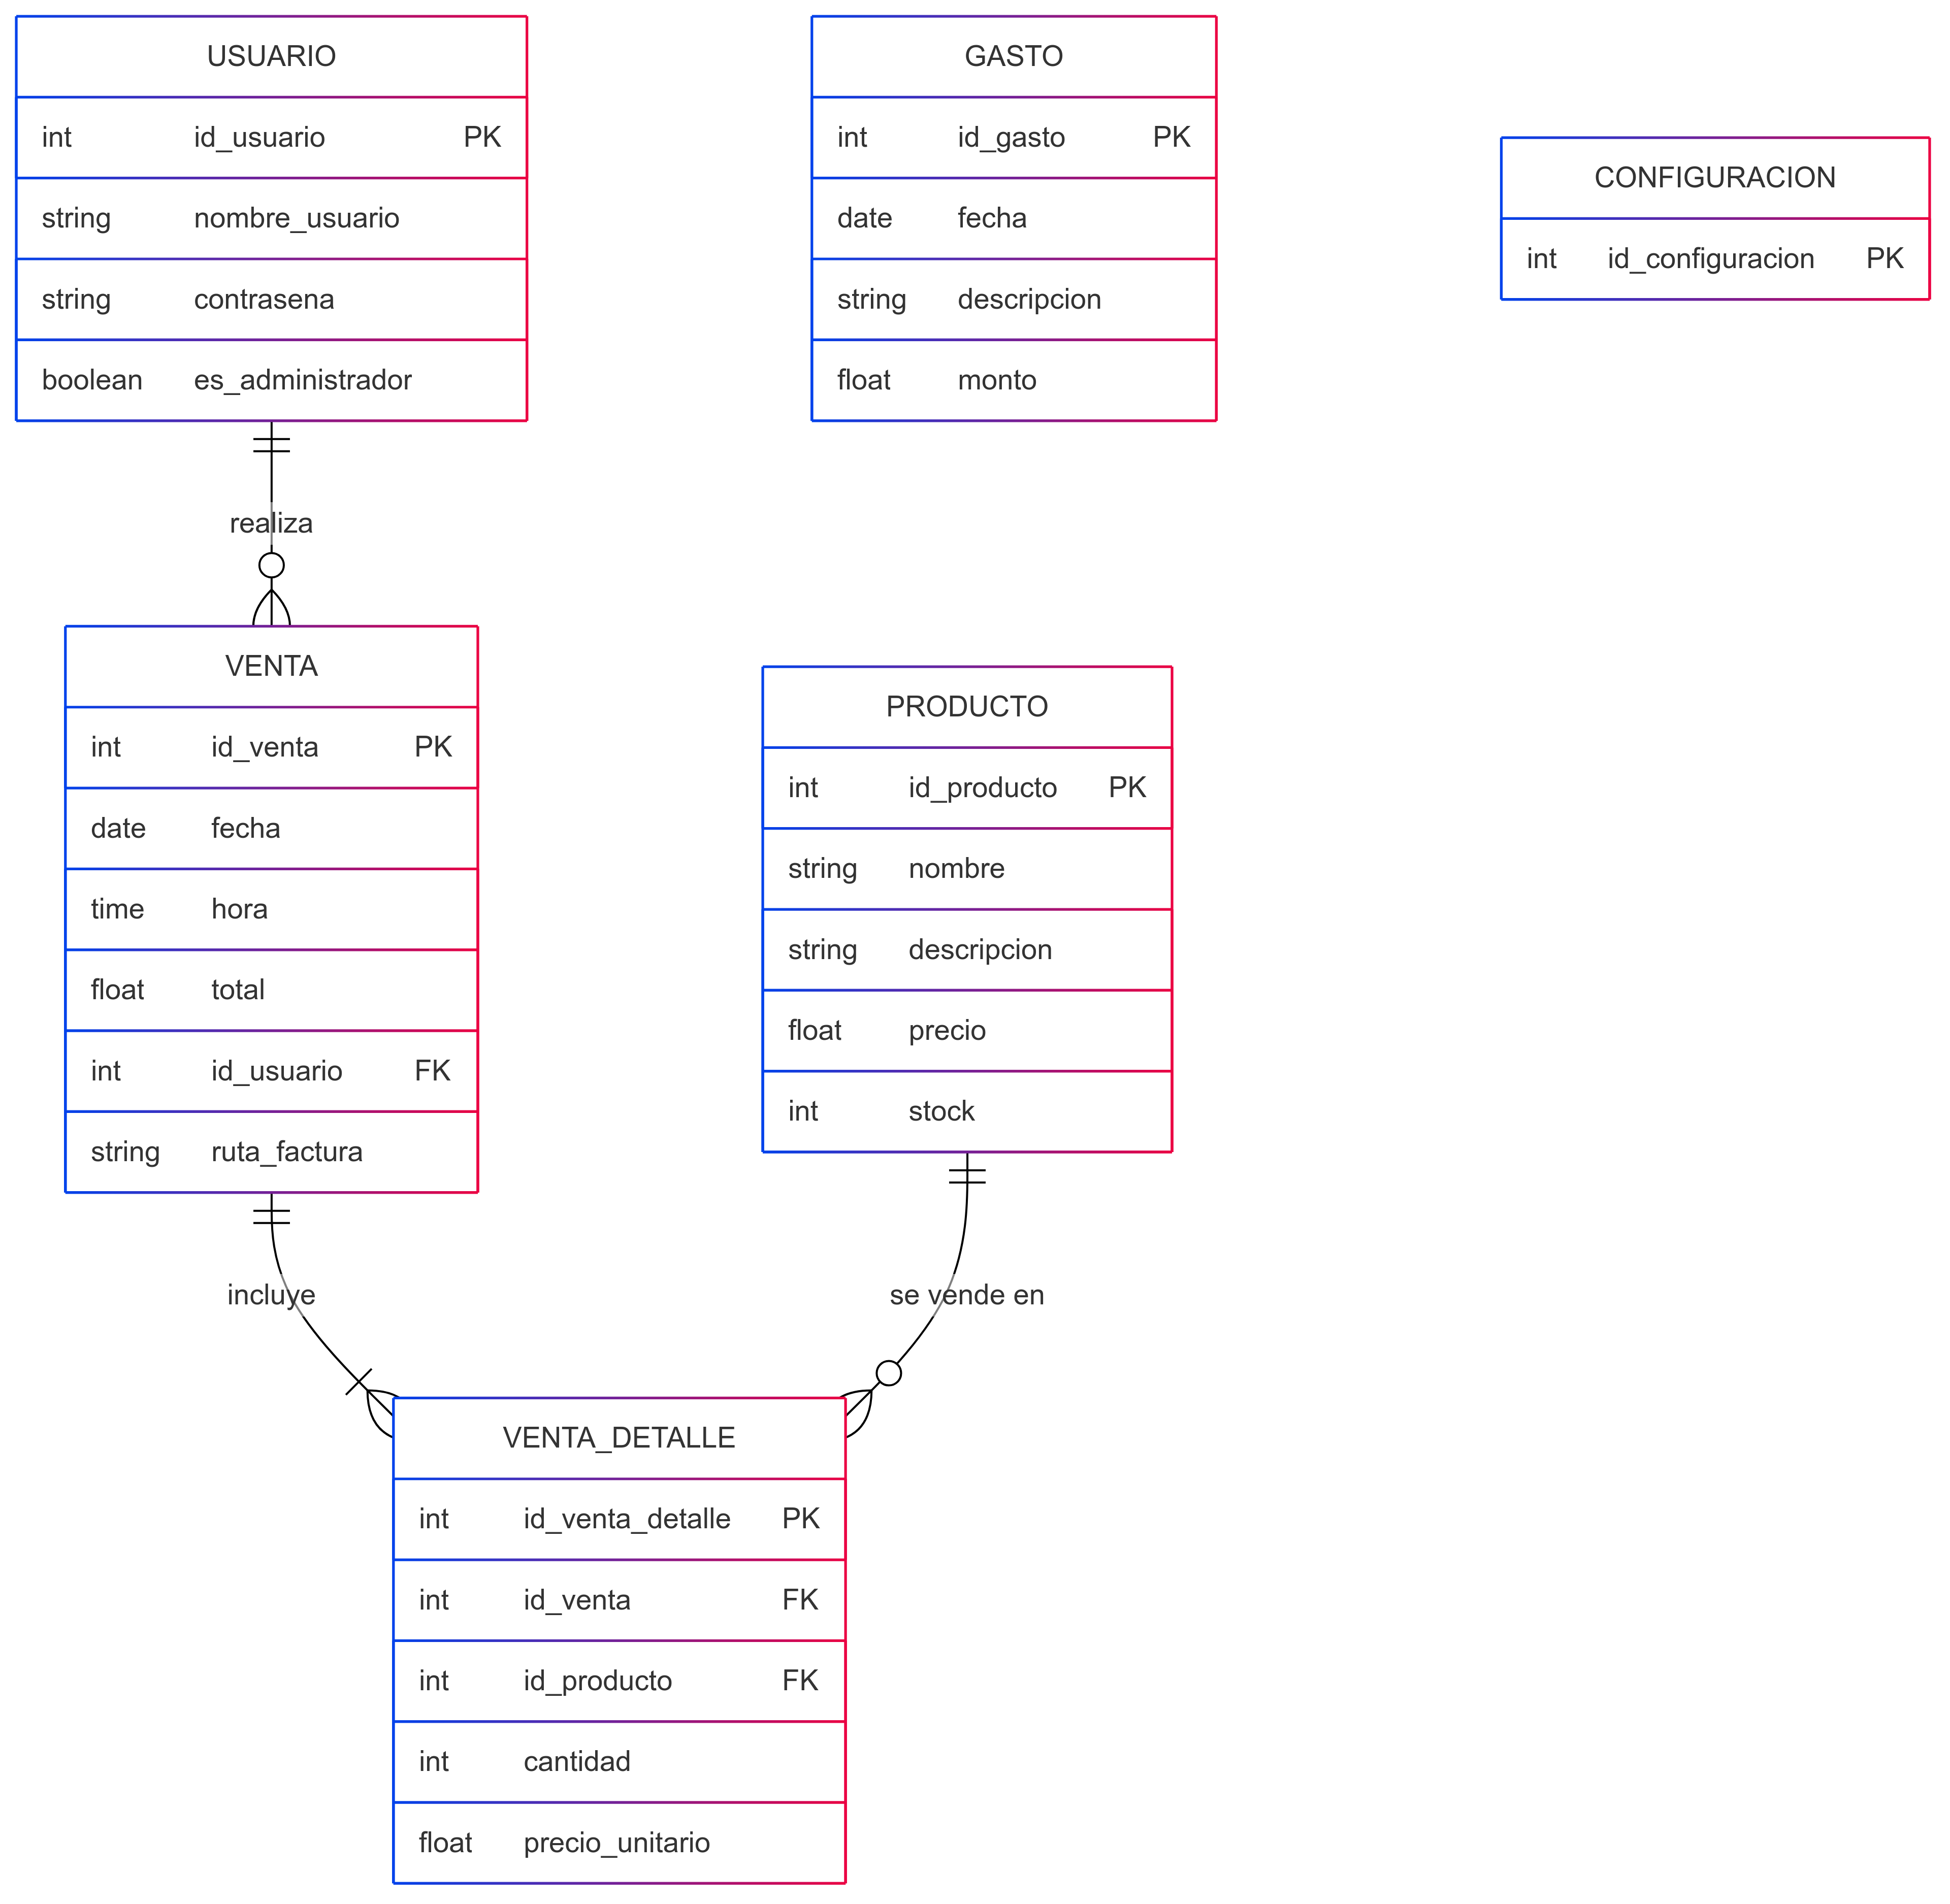 USUARIO
int id_usuario PK
string nombre_usuario
string contrasena
boolean es_administrador
GASTO
int id_gasto PK
date fecha
string descripcion
float monto
CONFIGURACION
int id_configuracion PK
realiza
VENTA
int id_venta PK
date fecha
time hora
float total
int id_usuario FK
string ruta_factura
PRODUCTO
int id_producto PK
string nombre
string descripcion
float precio
int stock
incluye
se vende en
VENTA_DETALLE
int id_venta_detalle PK
int id_venta FK
int id_producto FK
int cantidad
float precio_unitario